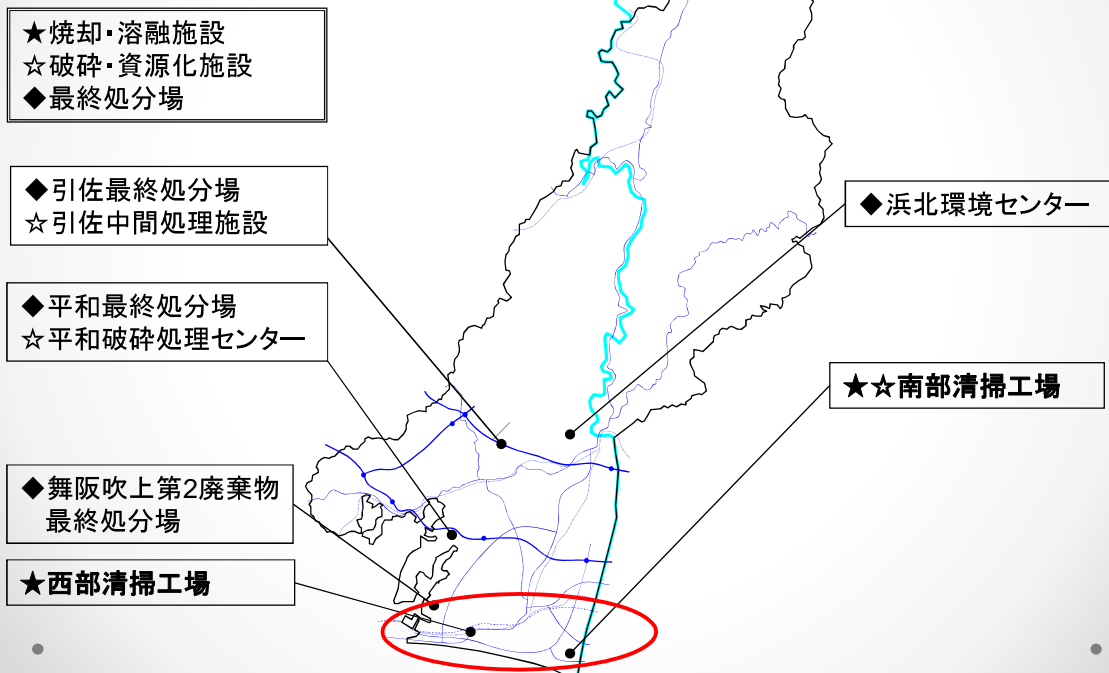 ★焼却・溶融施設
☆破砕・資源化施設
◆最終処分場
◆引佐最終処分場
☆引佐中間処理施設
◆平和最終処分場
☆平和破砕処理センター
◆舞阪吹上第2廃棄物
最終処分場
★西部清掃工場
◆浜北環境センター
★☆南部清掃工場